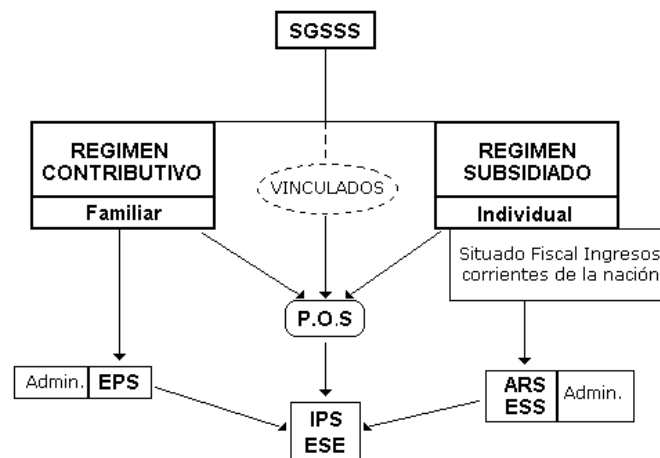 SGSSS
REGIMEN
CONTRIBUTIVO
Familiar
VINCULADOS
REGIMEN
SUBSIDIADO
Individual
Situado Fiscal Ingresos
corrientes de la nación
P.O.S
Admin. EPS
IPS
ESE
ARS
ESS
Admin.